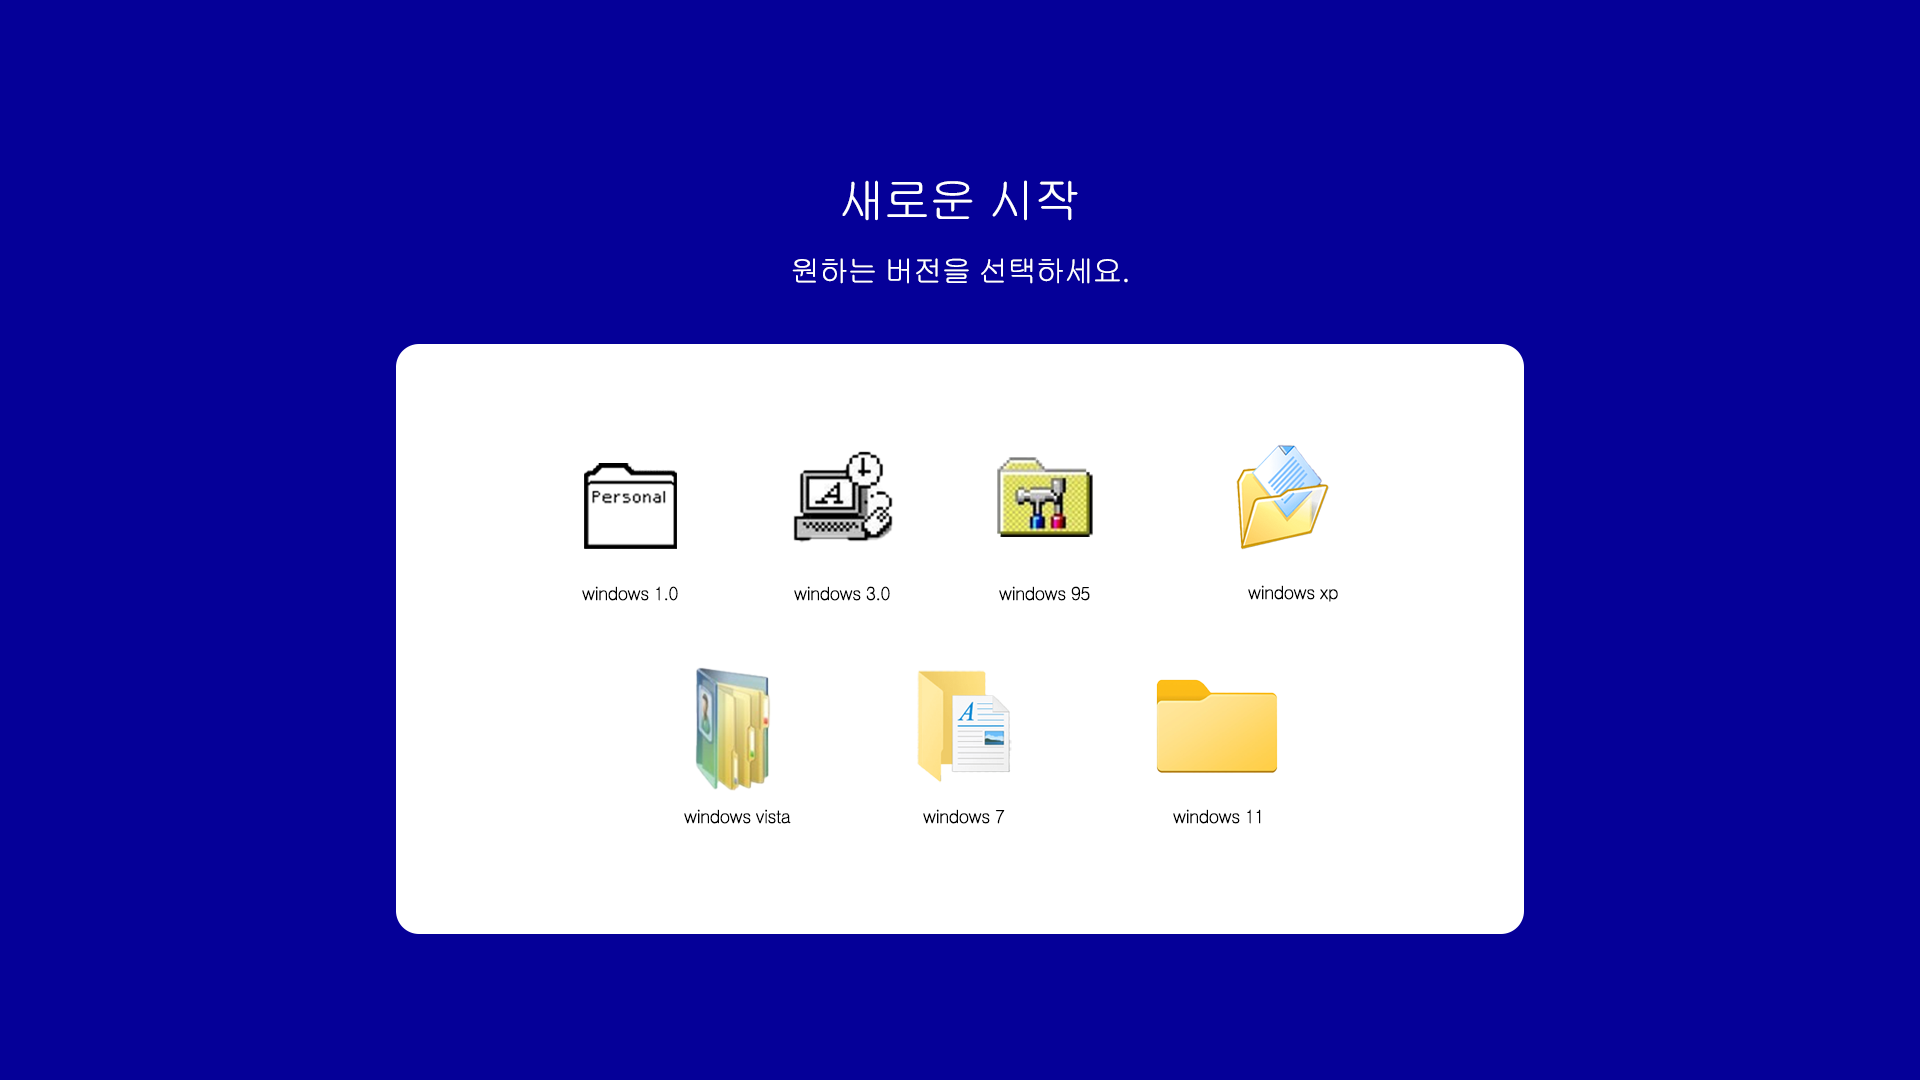 새로운 시작
원하는 버전을 선택하세요.
Personal
A
windows 1.0
windows 3.0
windows 95
windows xp
A
windows vista
windows 7
windows 11